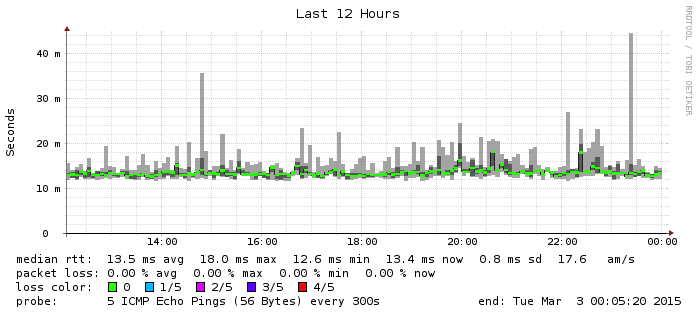 Last 12 Hours
RRDTOOL / TOBI OETIKER
Seconds
40 m
30 m
20 m
10 m
0
14:00 16:00 18:00 20:00 22:00 00:00
median rtt: 13.5 ms avg 18.0 ms max 12.6 ms min 13.4 ms now 0.8 ms sd 17.6 am/s
packet loss: 0.00 % avg 0.00 % max 0.00 % min 0.00 % now
loss color: 0 1/5 2/5 3/5 4/5
probe: 5 ICMP Echo Pings (56 Bytes) every 300s end: Tue Mar 3 00:05:20 2015